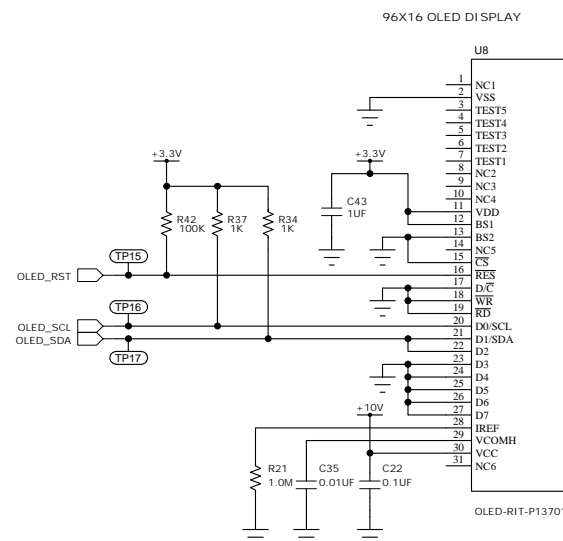 96X16 OLED DISPLAY
U8
1 NC1
2 VSS
3 TEST5
4 TEST4
5 TEST3
6 TEST2
7 TEST1
8 NC2
9 NC3
10 NC4
11 VDD
12 BS1
13 BS2
14 NC5
15 CS
16 RES
17 D/C
18 WR
19 RD
20 D0/SCL
21 D1/SDA
22 D2
23 D3
24 D4
25 D5
26 D6
27 D7
28 IREF
29 VCOMH
30 VCC
31 NC6
OLED-RIT-P13701
+3.3V
+3.3V
C43
1UF
R42
100K
R37
1K
R34
1K
TP15
OLED_RST
TP16
OLED_SCL
OLED_SDA
TP17
+10V
R21
1.0M
C35
0.01UF
C22
0.1UF